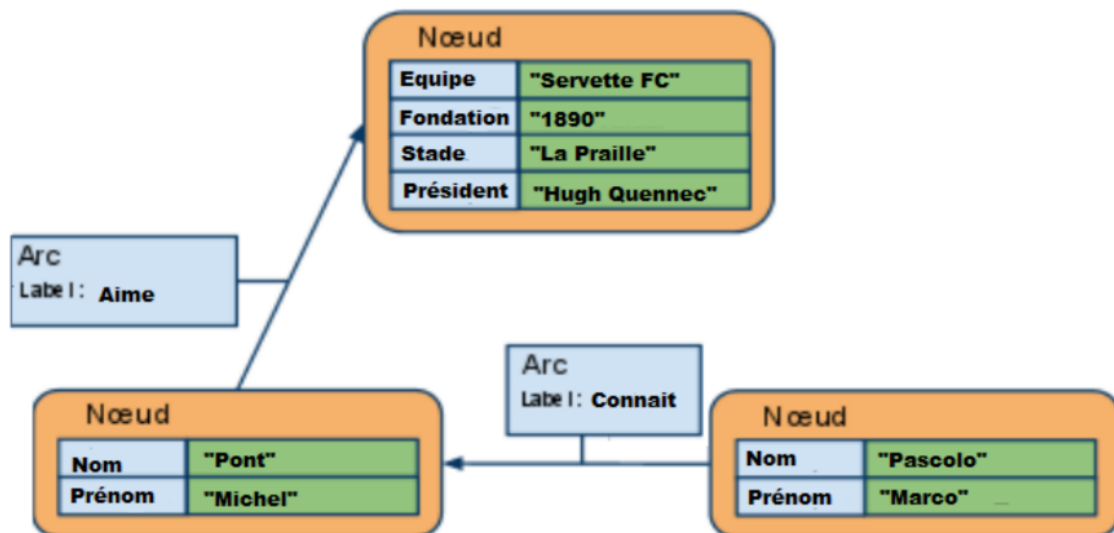 Nœud
Equipe "Servette FC"
Fondation "1890"
Stade "La Praille"
Président "Hugh Quennec"
Arc
Label: Aime
Arc
Label: Connait
Nœud
Nom "Pont"
Prénom "Michel"
Nœud
Nom "Pascolo"
Prénom "Marco"